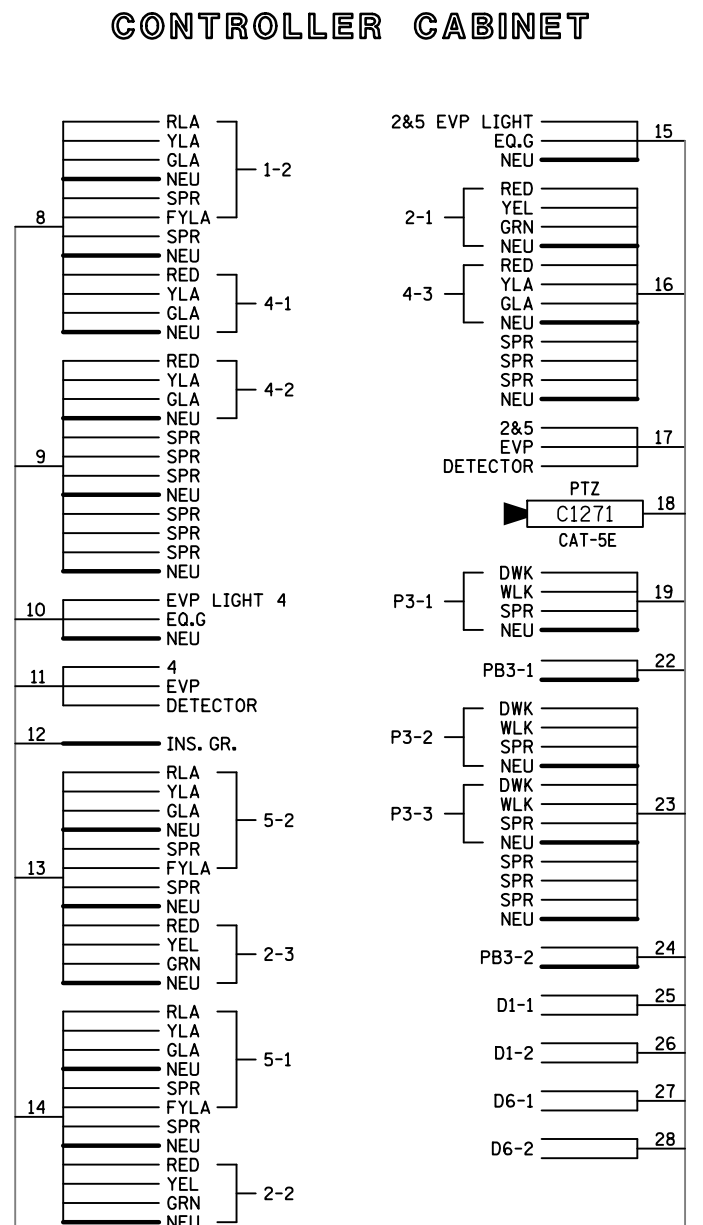 CONTROLLER CABINET
8
RLA
YLA
GLA
NEU
SPR
FYLA
SPR
NEU
RED
YLA
GLA
NEU
1-2
4-1
9
RED
YLA
GLA
NEU
SPR
SPR
SPR
NEU
SPR
SPR
SPR
NEU
4-2
10
EVP LIGHT 4
EQ.G
NEU
11
4
EVP
DETECTOR
12
INS. GR.
13
RLA
YLA
GLA
NEU
SPR
FYLA
SPR
NEU
RED
YEL
GRN
NEU
5-2
2-3
14
RLA
YLA
GLA
NEU
SPR
FYLA
SPR
NEU
RED
YEL
GRN
NEU
5-1
2-2
2&5 EVP LIGHT
EQ.G
NEU
15
2-1
4-3
RED
YEL
GRN
NEU
RED
YLA
GLA
NEU
SPR
SPR
SPR
NEU
16
2&5
EVP
DETECTOR
17
PTZ
C1271
CAT-5E
18
P3-1
DWK
WLK
SPR
NEU
19
PB3-1
22
P3-2
P3-3
DWK
WLK
SPR
NEU
DWK
WLK
SPR
NEU
SPR
SPR
SPR
NEU
23
PB3-2
24
D1-1
25
D1-2
26
D6-1
27
D6-2
28